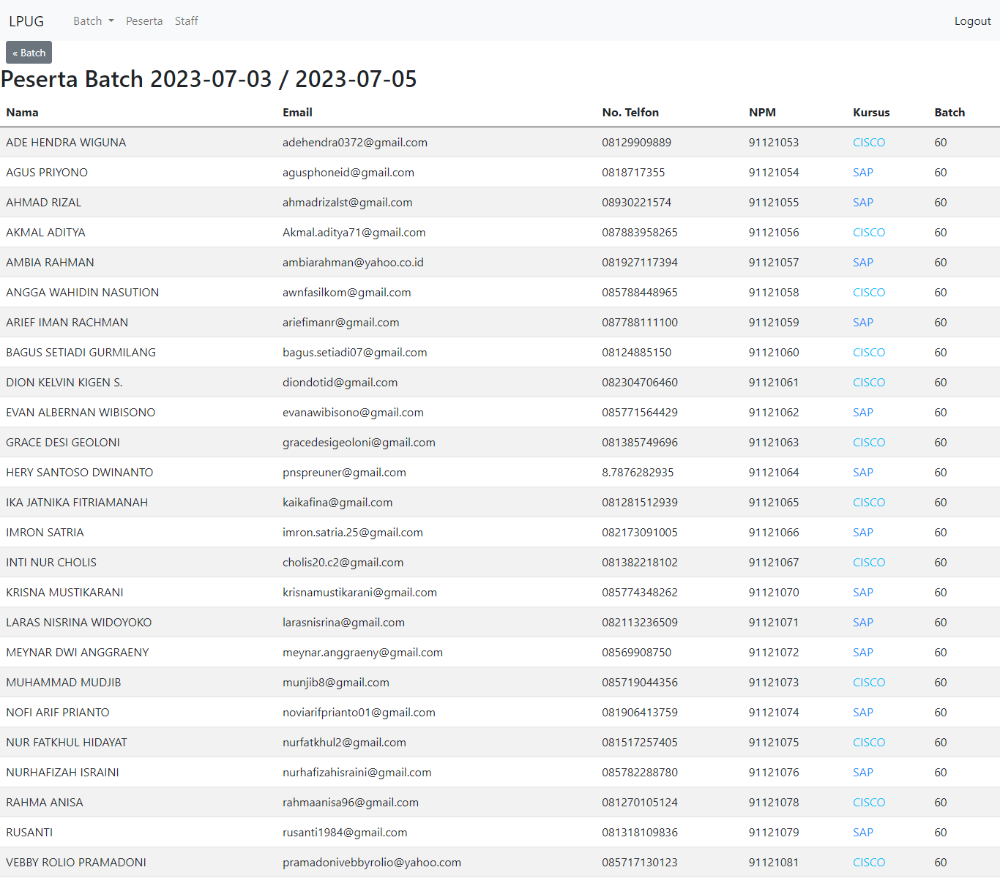 LPUG Batch Peserta Staff Logout
« Batch
Peserta Batch 2023-07-03 / 2023-07-05
Nama Email No. Telfon NPM Kursus Batch
ADE HENDRA WIGUNA adehendra0372@gmail.com 08129909889 91121053 CISCO 60
AGUS PRIYONO agusphoneid@gmail.com 0818717355 91121054 SAP 60
AHMAD RIZAL ahmadrizalst@gmail.com 08930221574 91121055 SAP 60
AKMAL ADITYA Akmal.aditya71@gmail.com 087883958265 91121056 CISCO 60
AMBIA RAHMAN ambiarahman@yahoo.co.id 081927117394 91121057 SAP 60
ANGGA WAHIDIN NASUTION awnfasilkom@gmail.com 085788448965 91121058 CISCO 60
ARIEF IMAN RACHMAN ariefimanr@gmail.com 087788111100 91121059 SAP 60
BAGUS SETIADI GURMILANG bagus.setiadi07@gmail.com 08124885150 91121060 CISCO 60
DION KELVIN KIGEN S. diondotid@gmail.com 082304706460 91121061 CISCO 60
EVAN ALBERNAN WIBISONO evanawibisono@gmail.com 085771564429 91121062 SAP 60
GRACE DESI GEOLONI gracedesigeoloni@gmail.com 081385749696 91121063 CISCO 60
HERY SANTOSO DWINANTO pnspreuner@gmail.com 8.7876282935 91121064 SAP 60
IKA JATNIKA FITRIAMANAH kaikafina@gmail.com 081281512939 91121065 CISCO 60
IMRON SATRIA imron.satria.25@gmail.com 082173091005 91121066 SAP 60
INTI NUR CHOLIS cholis20.c2@gmail.com 081382218102 91121067 CISCO 60
KRISNA MUSTIKARANI krisnamustikarani@gmail.com 085774348262 91121070 SAP 60
LARAS NISRINA WIDOYOKO larasnisrina@gmail.com 082113236509 91121071 SAP 60
MEYNAR DWI ANGGRAENY meynar.anggraeny@gmail.com 08569908750 91121072 SAP 60
MUHAMMAD MUDJIB munjib8@gmail.com 085719044356 91121073 CISCO 60
NOFI ARIF PRIANTO noviarifprianto01@gmail.com 081906413759 91121074 SAP 60
NUR FATKHUL HIDAYAT nurfatkhul2@gmail.com 081517257405 91121075 CISCO 60
NURHAFIZAH ISRAINI nurhafizahisraini@gmail.com 085782288780 91121076 SAP 60
RAHMA ANISA rahmaanisa96@gmail.com 081270105124 91121078 CISCO 60
RUSANTI rusanti1984@gmail.com 081318109836 91121079 SAP 60
VEBBY ROLIO PRAMADONI pramadonivebbyrolio@yahoo.com 085717130123 91121081 CISCO 60